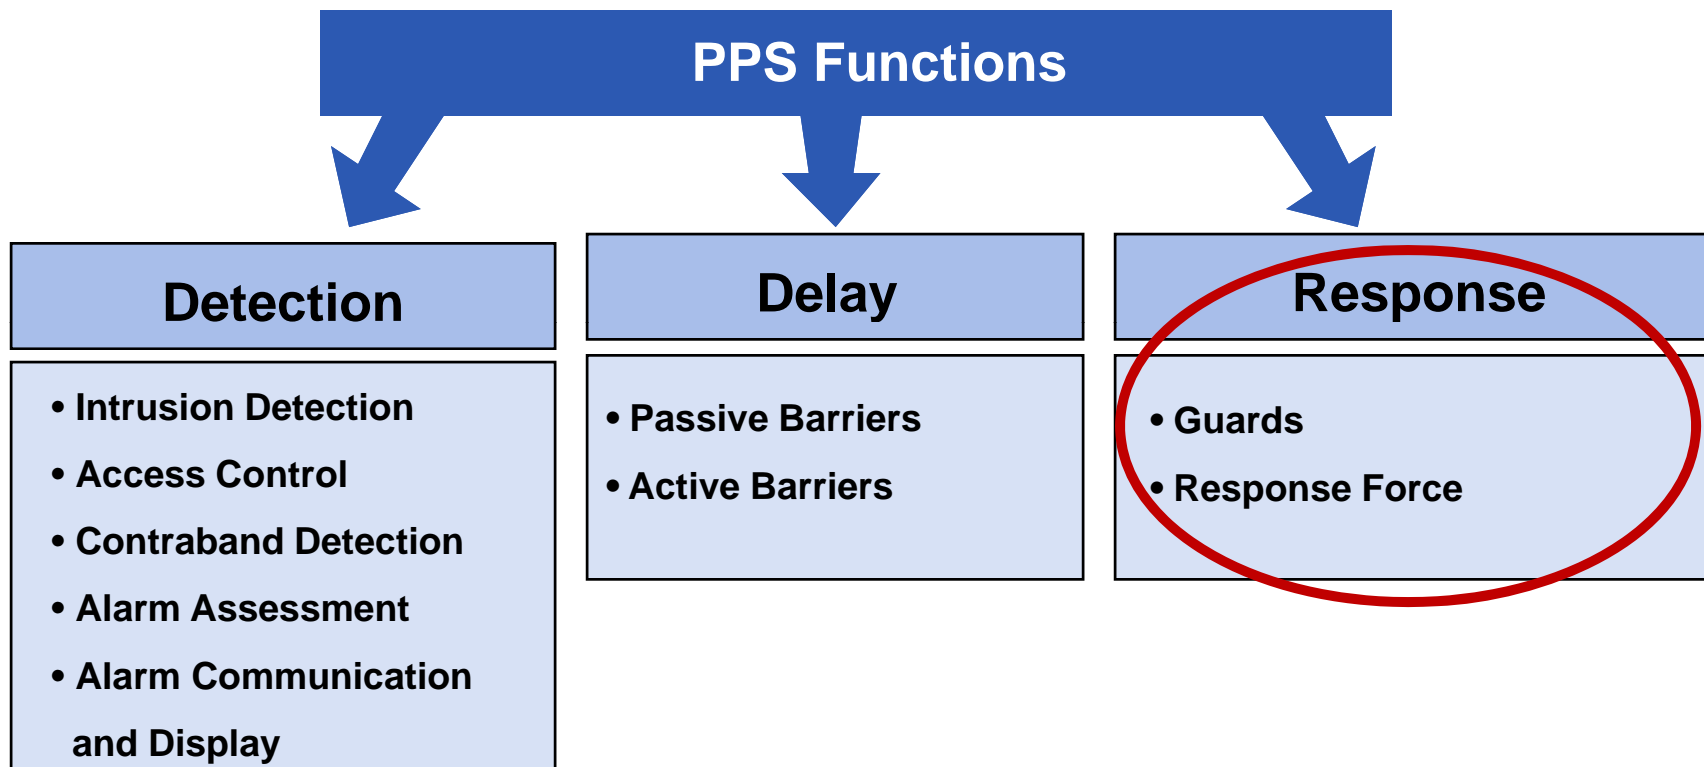 PPS Functions
Detection
• Intrusion Detection
• Access Control
• Contraband Detection
• Alarm Assessment
• Alarm Communication
and Display
Delay
• Passive Barriers
• Active Barriers
Response
• Guards
• Response Force